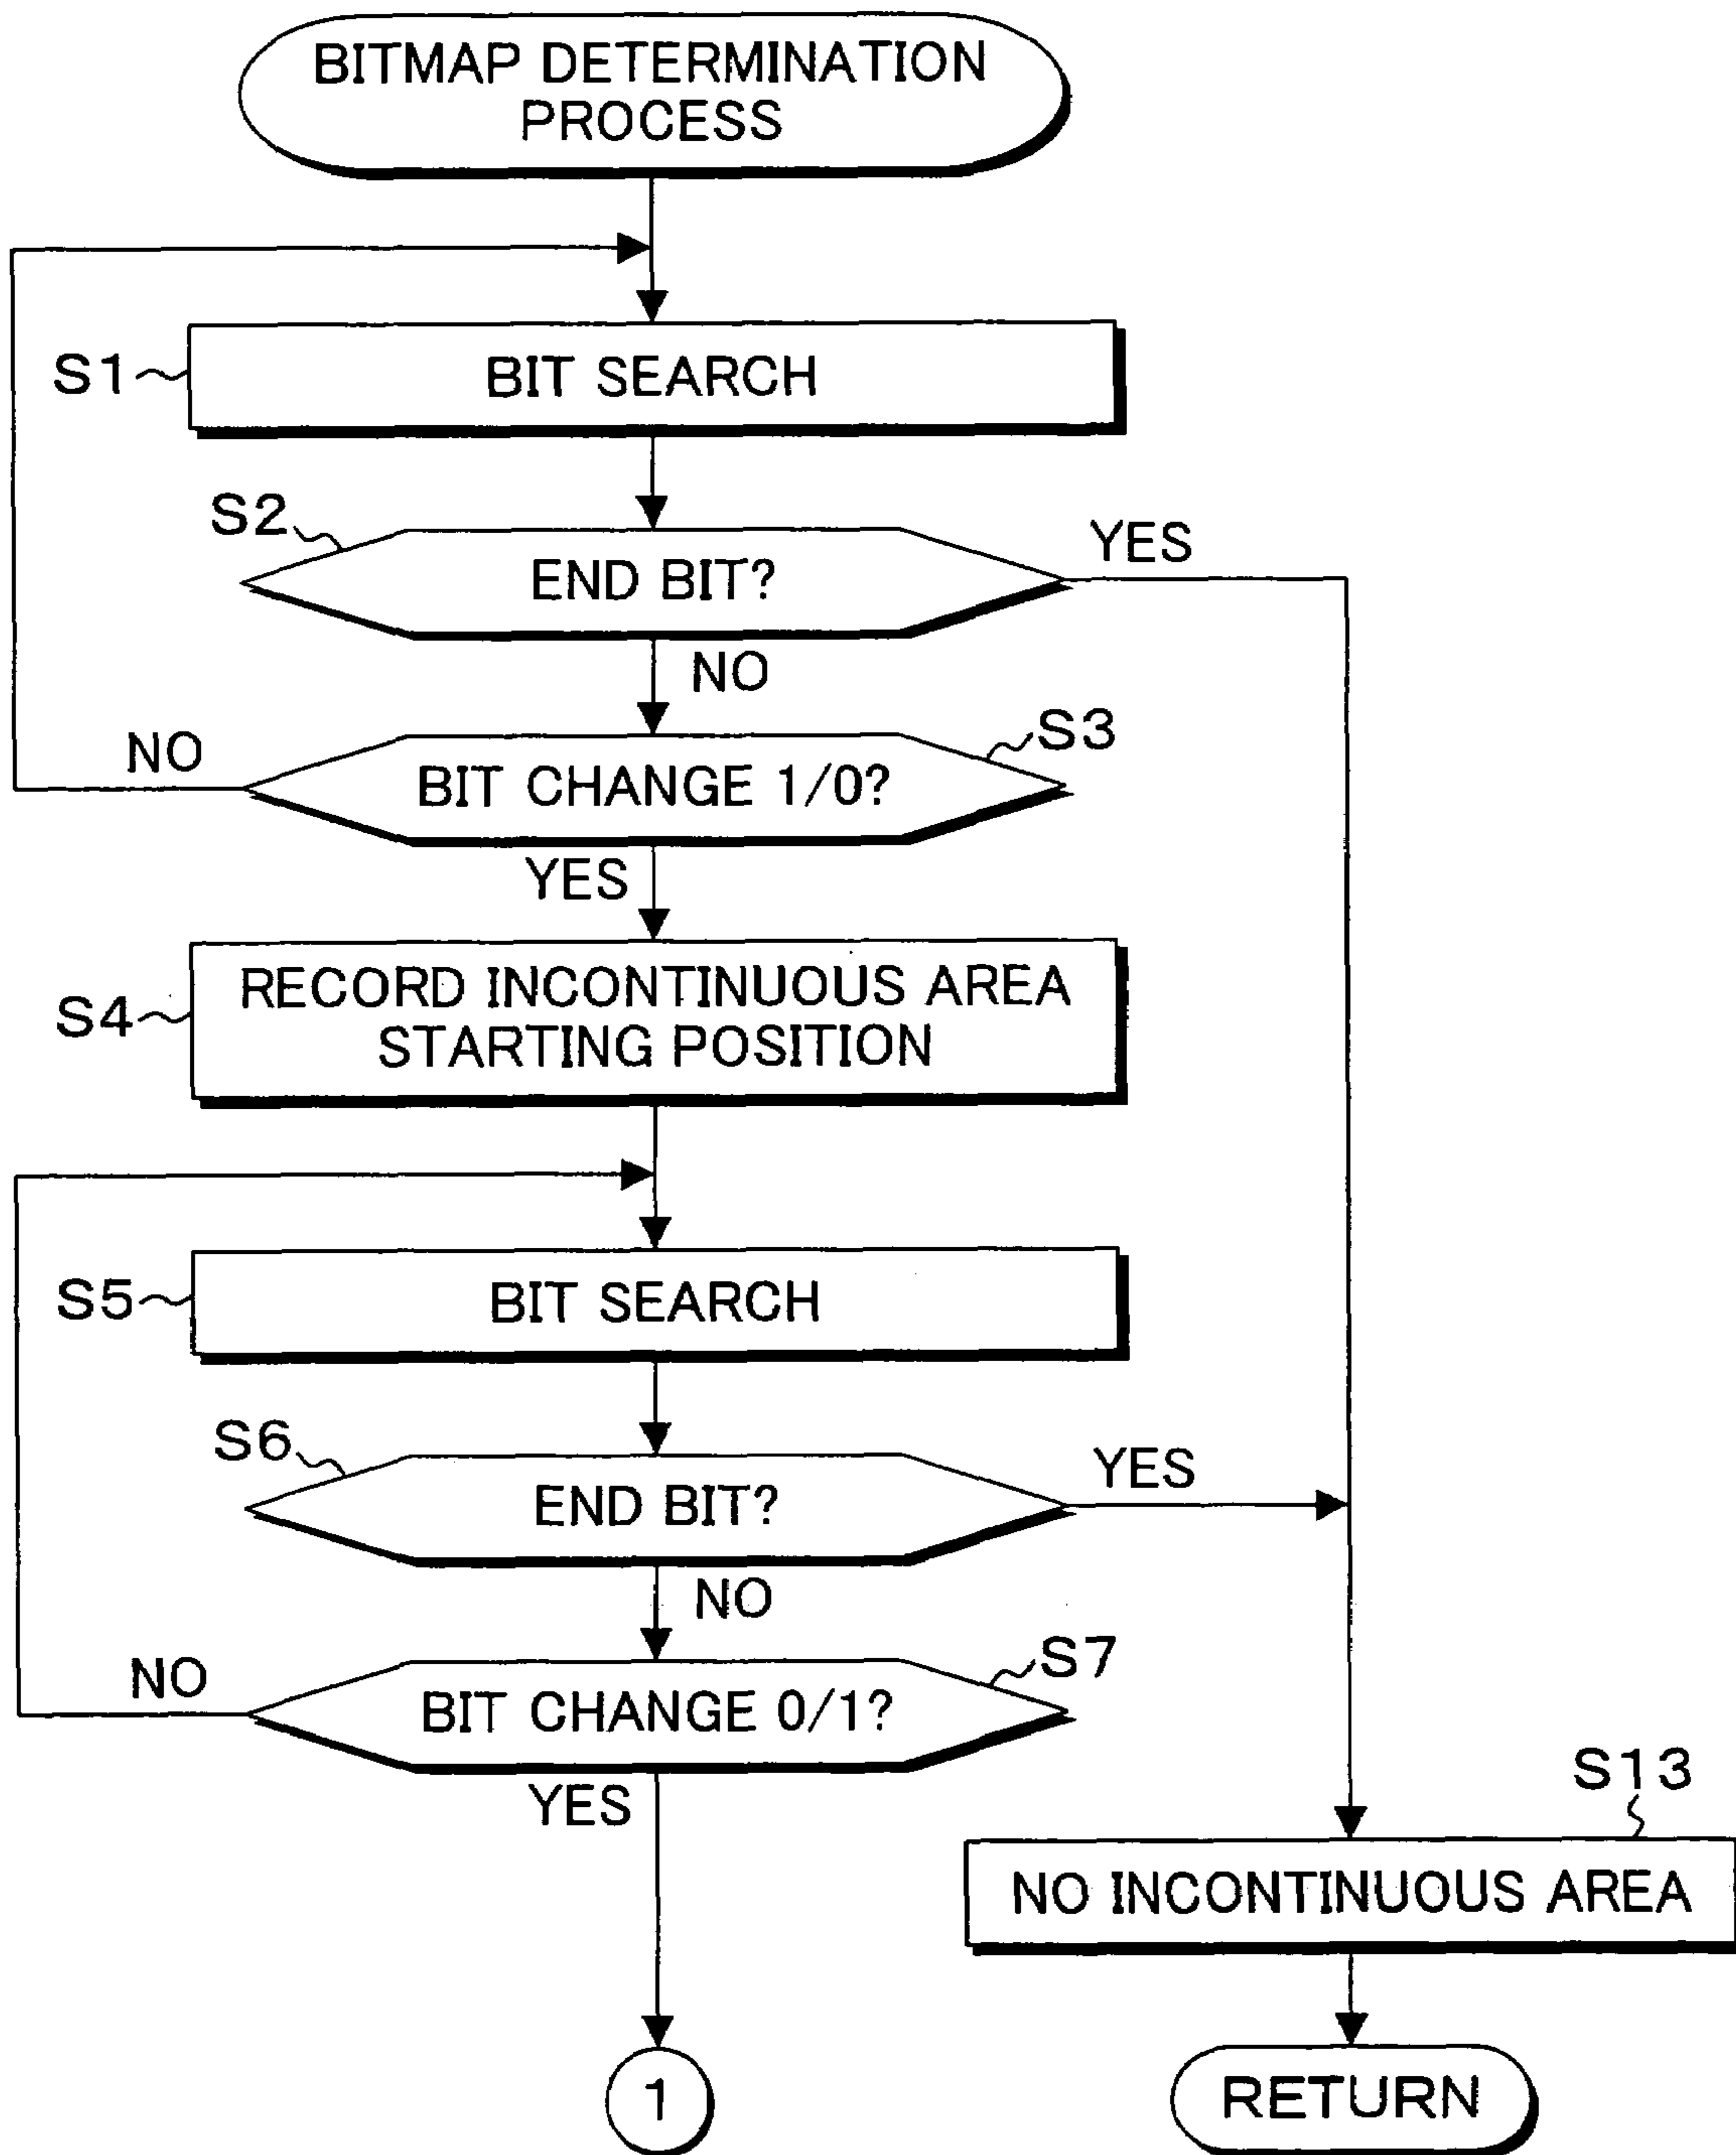 BITMAP DETERMINATION
PROCESS
S1
BIT SEARCH
S2
END BIT?
YES
NO
S3
BIT CHANGE 1/0?
NO
YES
S4
RECORD INCONTINUOUS AREA
STARTING POSITION
S5
BIT SEARCH
S6
END BIT?
YES
NO
S7
BIT CHANGE 0/1?
NO
YES
S13
NO INCONTINUOUS AREA
1
RETURN